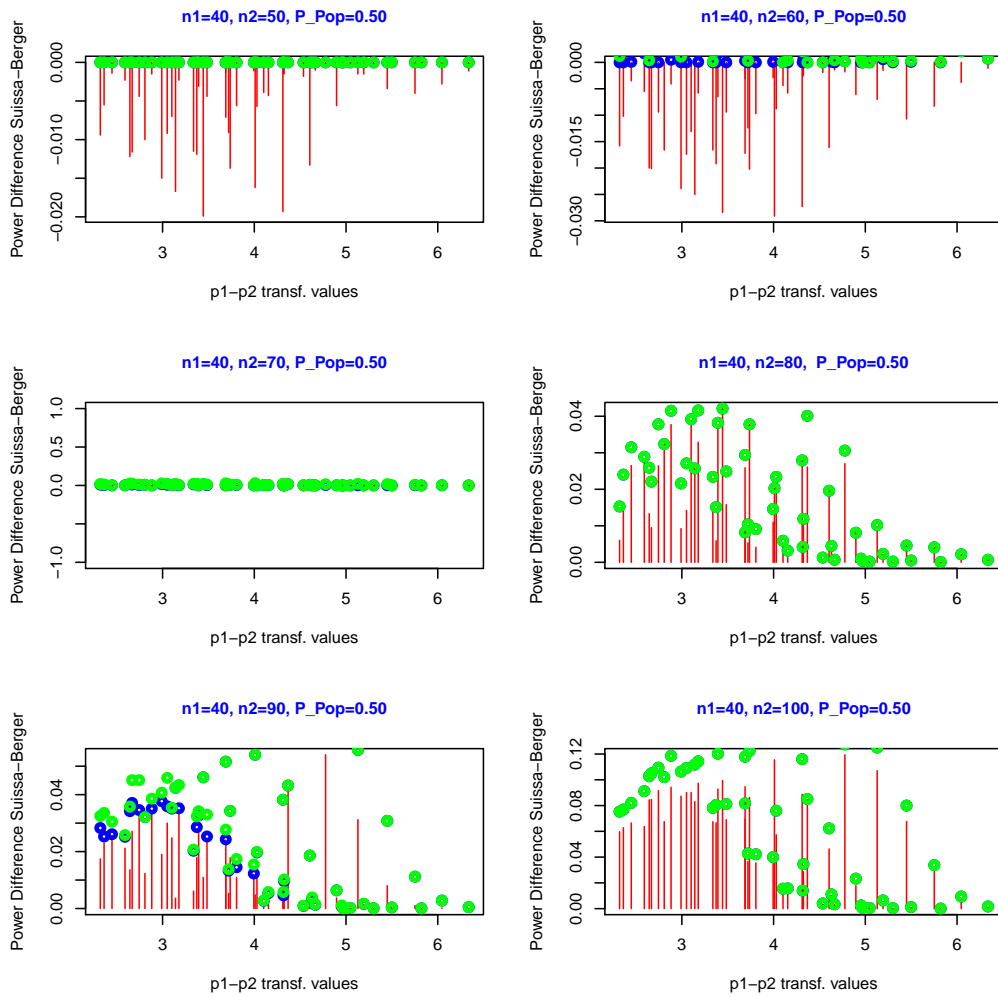 n1=40, n2=50, P_Pop=0.50
Power Difference Suissa−Berger
0.000
−0.010
−0.020
3 4 5 6
p1−p2 transf. values
n1=40, n2=60, P_Pop=0.50
Power Difference Suissa−Berger
0.000
−0.015
−0.030
3 4 5 6
p1−p2 transf. values
n1=40, n2=70, P_Pop=0.50
Power Difference Suissa−Berger
1.0
0.5
0.0
−1.0
3 4 5 6
p1−p2 transf. values
n1=40, n2=80, P_Pop=0.50
Power Difference Suissa−Berger
0.04
0.02
0.00
3 4 5 6
p1−p2 transf. values
n1=40, n2=90, P_Pop=0.50
Power Difference Suissa−Berger
0.04
0.02
0.00
3 4 5 6
p1−p2 transf. values
n1=40, n2=100, P_Pop=0.50
Power Difference Suissa−Berger
0.12
0.08
0.04
0.00
3 4 5 6
p1−p2 transf. values